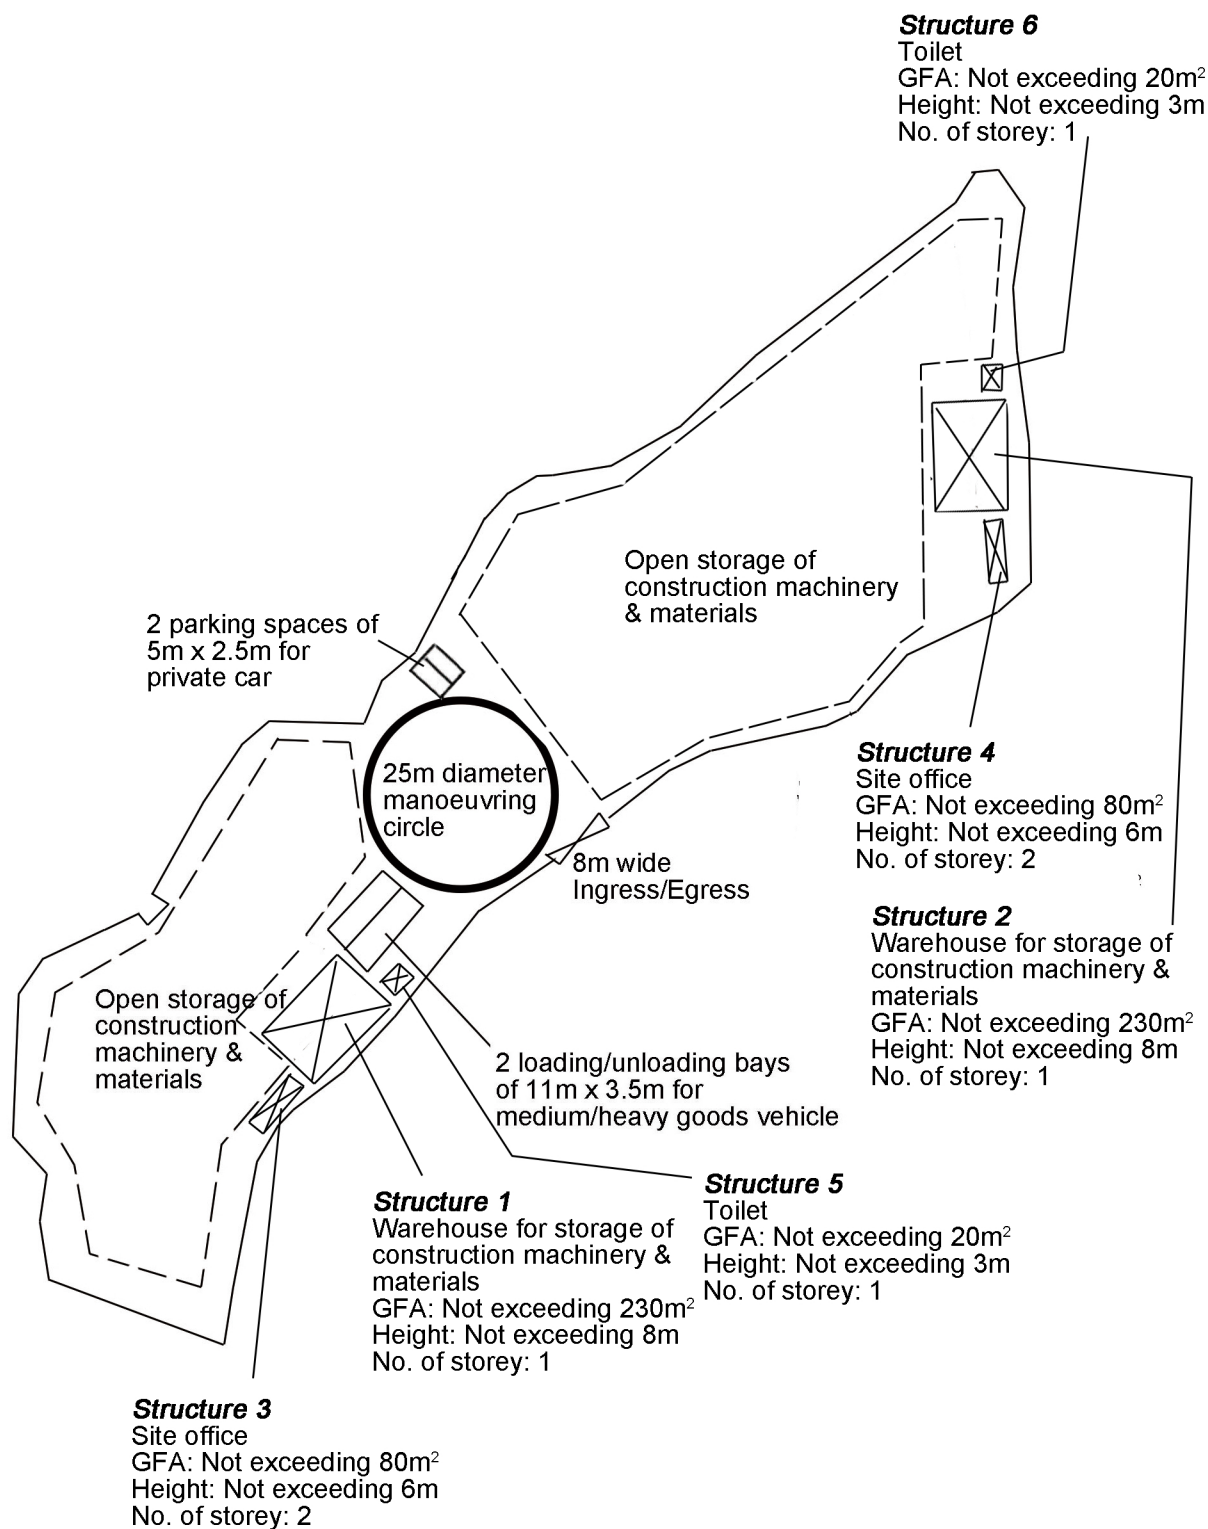 Structure 6
Toilet
GFA: Not exceeding 20m²
Height: Not exceeding 3m
No. of storey: 1
Open storage of
construction machinery
& materials
2 parking spaces of
5m x 2.5m for
private car
25m diameter
manoeuvring
circle
8m wide
Ingress/Egress
Structure 4
Site office
GFA: Not exceeding 80m²
Height: Not exceeding 6m
No. of storey: 2
Structure 2
Warehouse for storage of
construction machinery &
materials
GFA: Not exceeding 230m²
Height: Not exceeding 8m
No. of storey: 1
Open storage of
construction
machinery &
materials
2 loading/unloading bays
of 11m x 3.5m for
medium/heavy goods vehicle
Structure 5
Toilet
GFA: Not exceeding 20m²
Height: Not exceeding 3m
No. of storey: 1
Structure 1
Warehouse for storage of
construction machinery &
materials
GFA: Not exceeding 230m²
Height: Not exceeding 8m
No. of storey: 1
Structure 3
Site office
GFA: Not exceeding 80m²
Height: Not exceeding 6m
No. of storey: 2